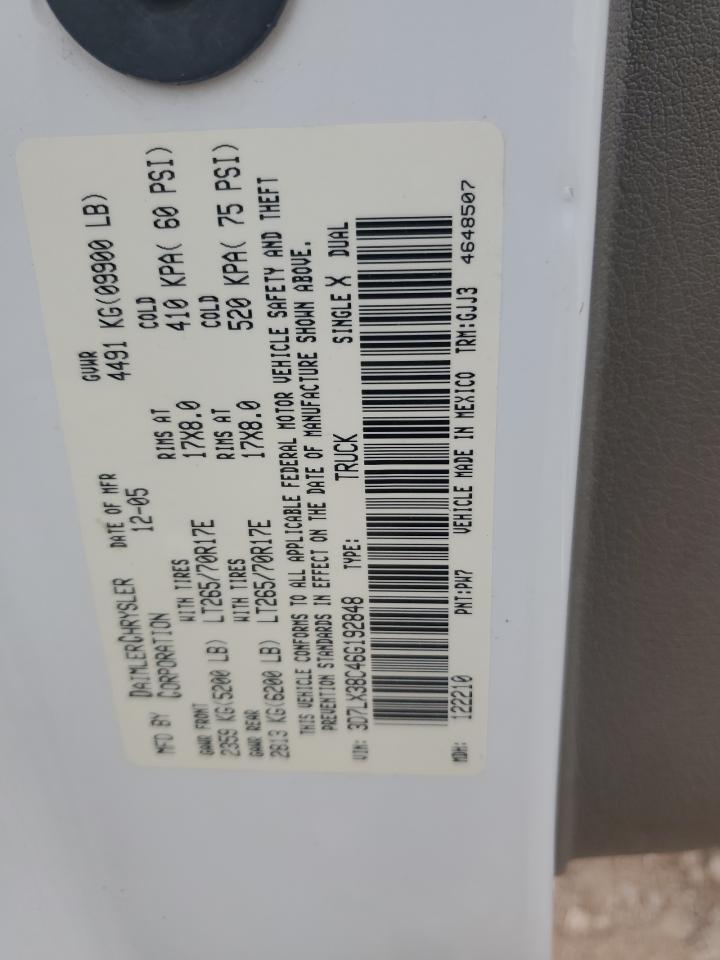 MFD BY DAIMLERCHRYSLER CORPORATION
DATE OF MFR 12-05
GVWR 4491 KG(09900 LB)
GAWR FRONT WITH TIRES RIMS AT COLD
2359 KG(5200 LB) LT265/70R17E 17X8.0 410 KPA( 60 PSI)
GAWR REAR WITH TIRES RIMS AT COLD
2813 KG(6200 LB) LT265/70R17E 17X8.0 520 KPA( 75 PSI)
THIS VEHICLE CONFORMS TO ALL APPLICABLE FEDERAL MOTOR VEHICLE SAFETY AND THEFT
PREVENTION STANDARDS IN EFFECT ON THE DATE OF MANUFACTURE SHOWN ABOVE.
VIN: 3D7LX38C46G192848 TYPE: TRUCK SINGLE X DUAL
MDH: 122210 PNT:PW7 VEHICLE MADE IN MEXICO TRM:GJJ3 4648507